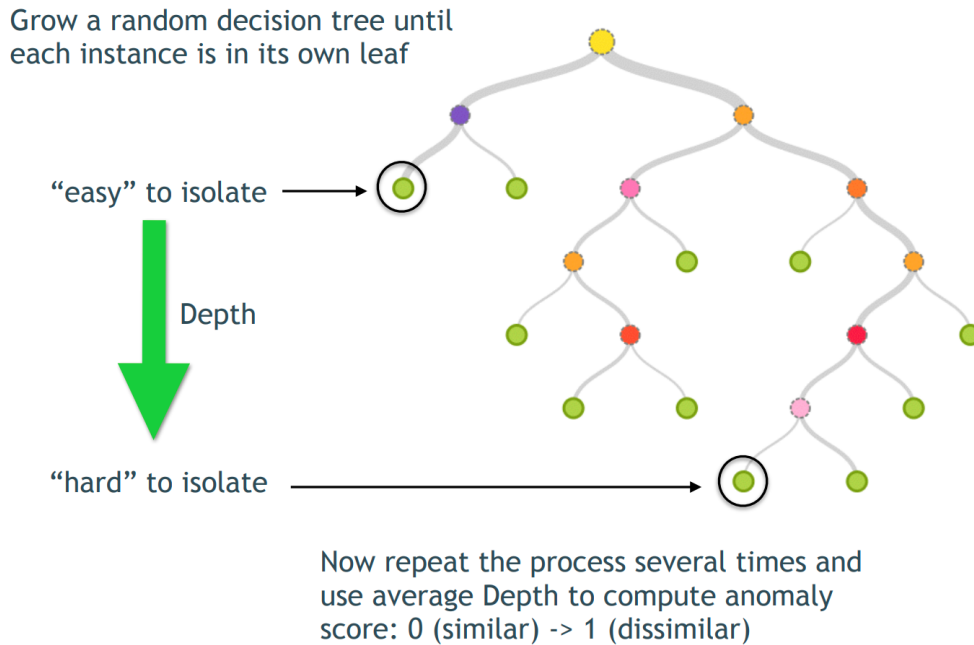 Grow a random decision tree until
each instance is in its own leaf
“easy” to isolate
Depth
“hard” to isolate
Now repeat the process several times and
use average Depth to compute anomaly
score: 0 (similar) -> 1 (dissimilar)